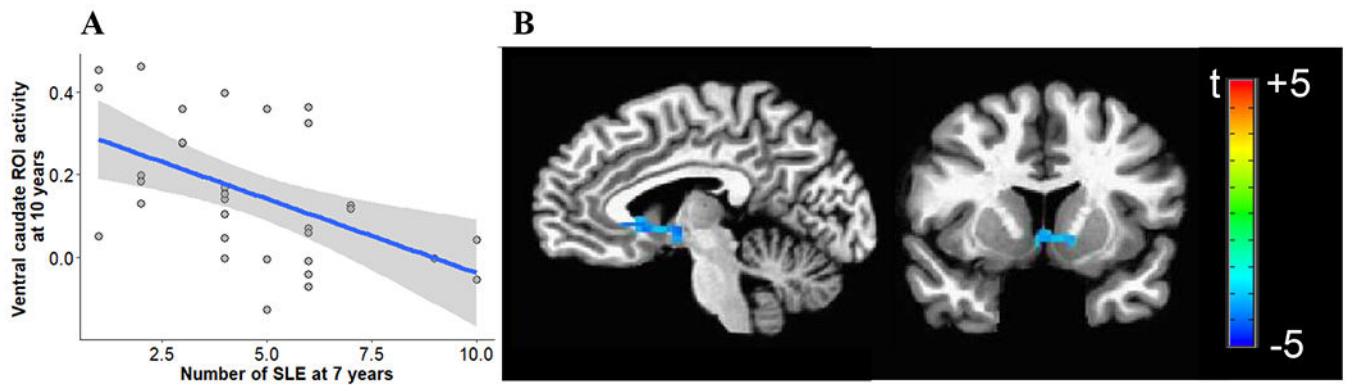 A
B
Ventral caudate ROI activity
at 10 years
0.4
0.2
0.0
2.5 5.0 7.5 10.0
Number of SLE at 7 years
t +5
-5